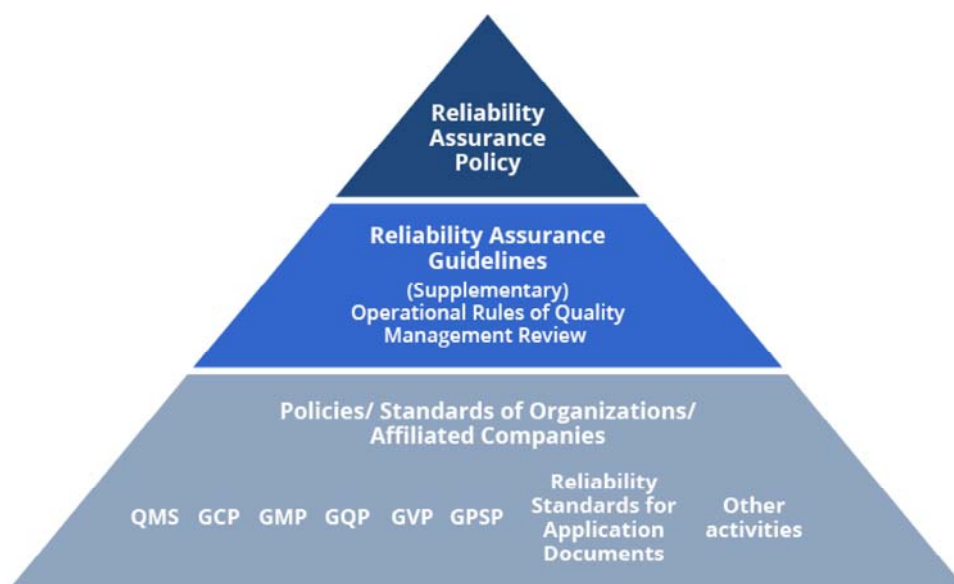 Reliability
Assurance
Policy
Reliability Assurance
Guidelines
(Supplementary)
Operational Rules of Quality
Management Review
Policies/ Standards of Organizations/
Affiliated Companies
QMS GCP GMP GQP GVP GPSP
Reliability
Standards for
Application
Documents
Other
activities